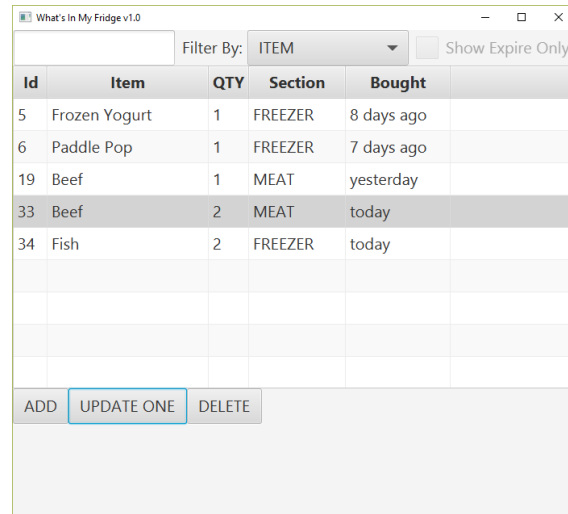 What's In My Fridge v1.0
Filter By: ITEM Show Expire Only
Id Item QTY Section Bought
5 Frozen Yogurt 1 FREEZER 8 days ago
6 Paddle Pop 1 FREEZER 7 days ago
19 Beef 1 MEAT yesterday
33 Beef 2 MEAT today
34 Fish 2 FREEZER today
ADD UPDATE ONE DELETE